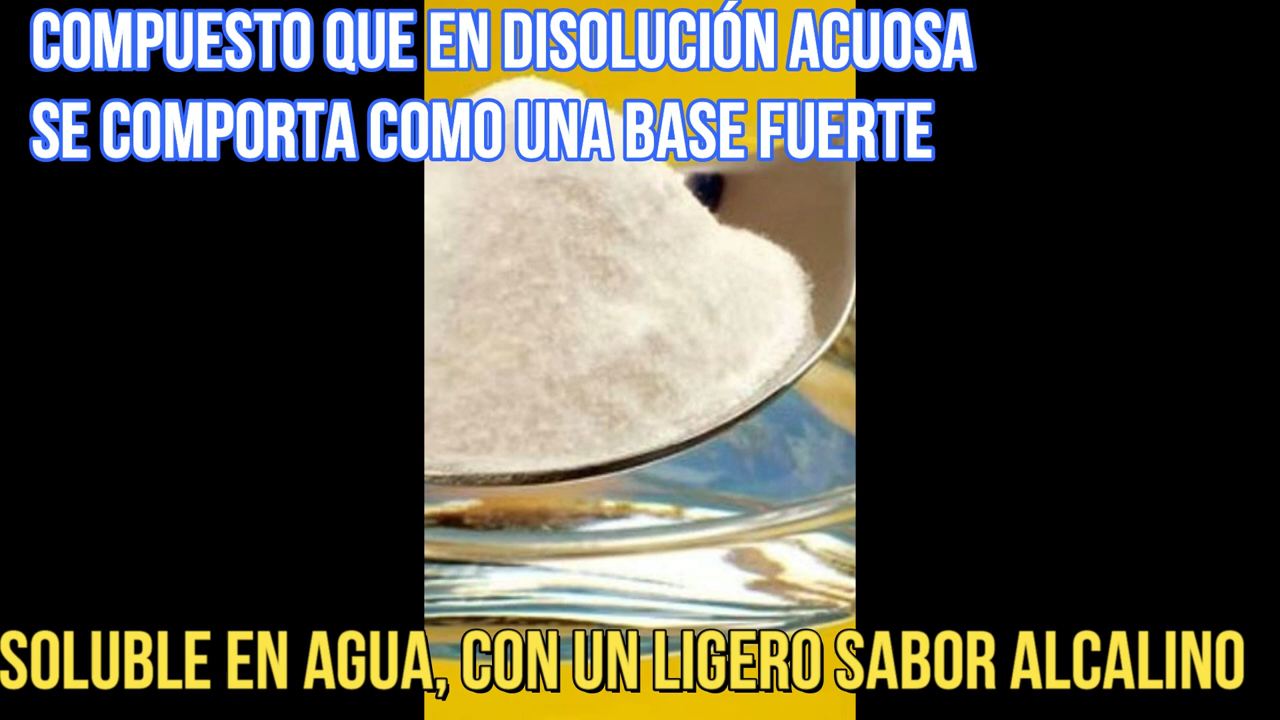 COMPUESTO QUE EN DISOLUCIÓN ACUOSA
SE COMPORTA COMO UNA BASE FUERTE
SOLUBLE EN AGUA, CON UN LIGERO SABOR ALCALINO